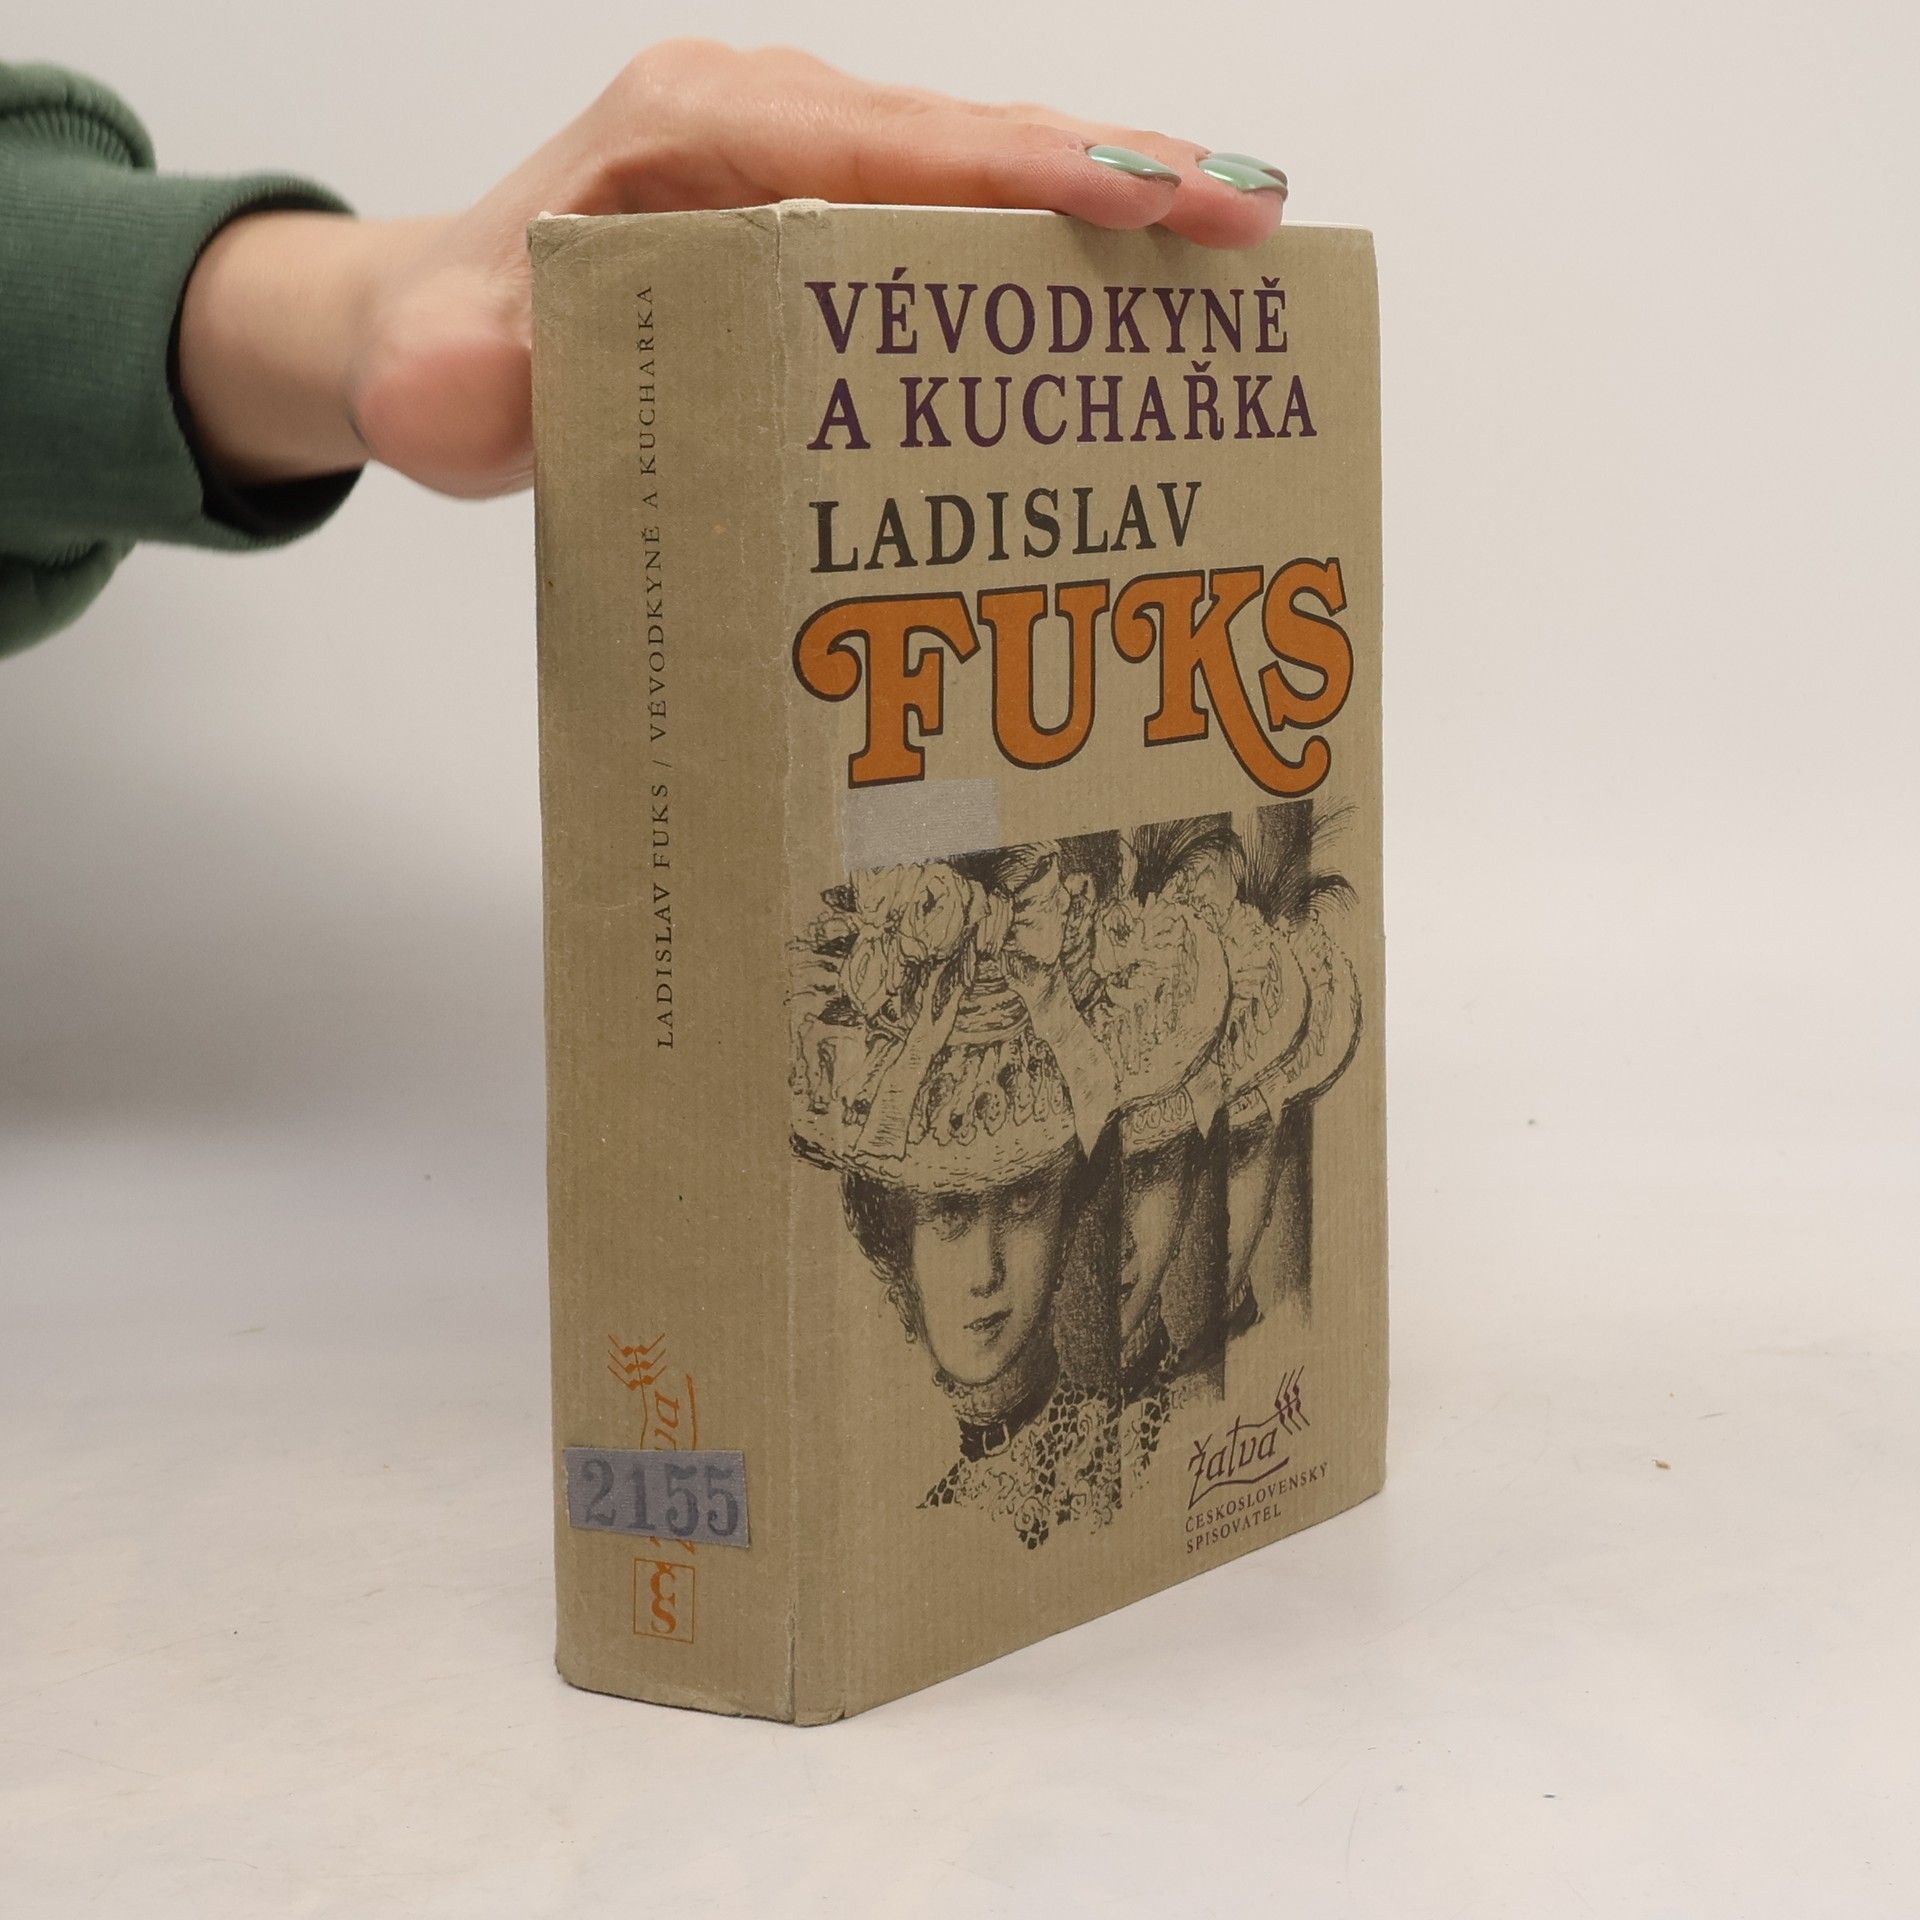 VÉVODKYNĚ
A KUCHAŘKA
LADISLAV
FUKS
žatva
ČESKOSLOVENSKÝ
SPISOVATEL
LADISLAV FUKS / VÉVODKYNĚ A KUCHAŘKA
2155